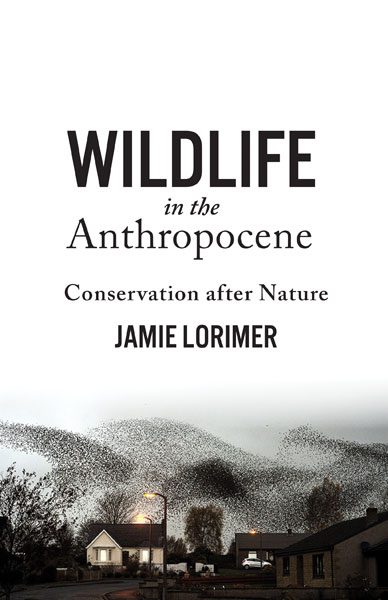 WILDLIFE
in the
Anthropocene
Conservation after Nature
JAMIE LORIMER